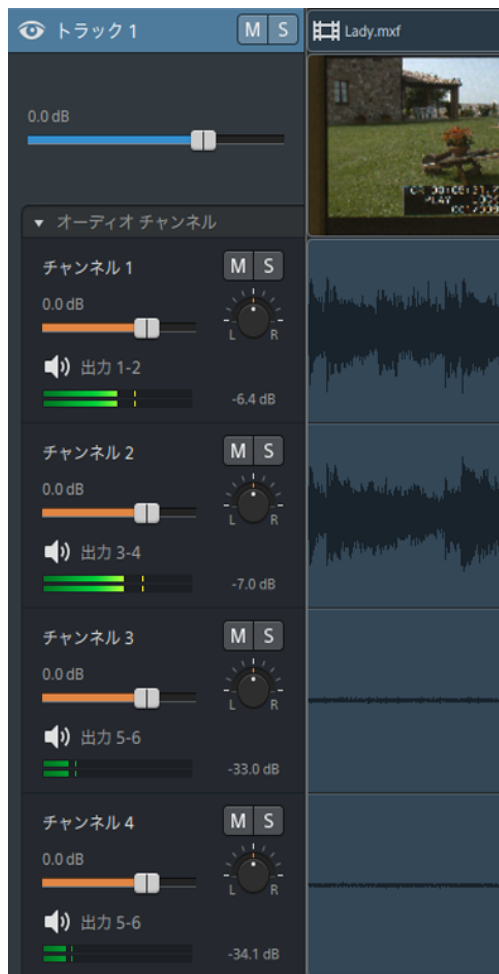 トラック 1
M S
Lady.mxf
0.0 dB
オーディオ チャンネル
チャンネル 1
M S
0.0 dB
L R
出力 1-2
-6.4 dB
チャンネル 2
M S
0.0 dB
L R
出力 3-4
-7.0 dB
チャンネル 3
M S
0.0 dB
L R
出力 5-6
-33.0 dB
チャンネル 4
M S
0.0 dB
L R
出力 5-6
-34.1 dB